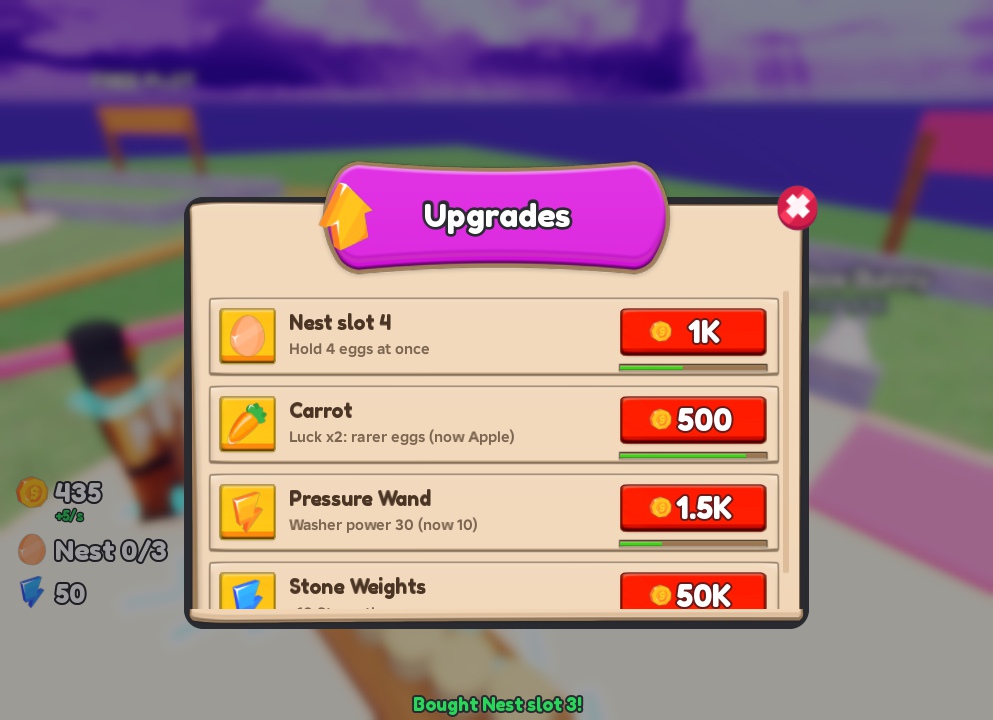 Upgrades
Nest slot 4
Hold 4 eggs at once
1K
Carrot
Luck x2: rarer eggs (now Apple)
500
Pressure Wand
Washer power 30 (now 10)
1.5K
Stone Weights
50K
435
+5/s
Nest 0/3
50
Bought Nest slot 3!